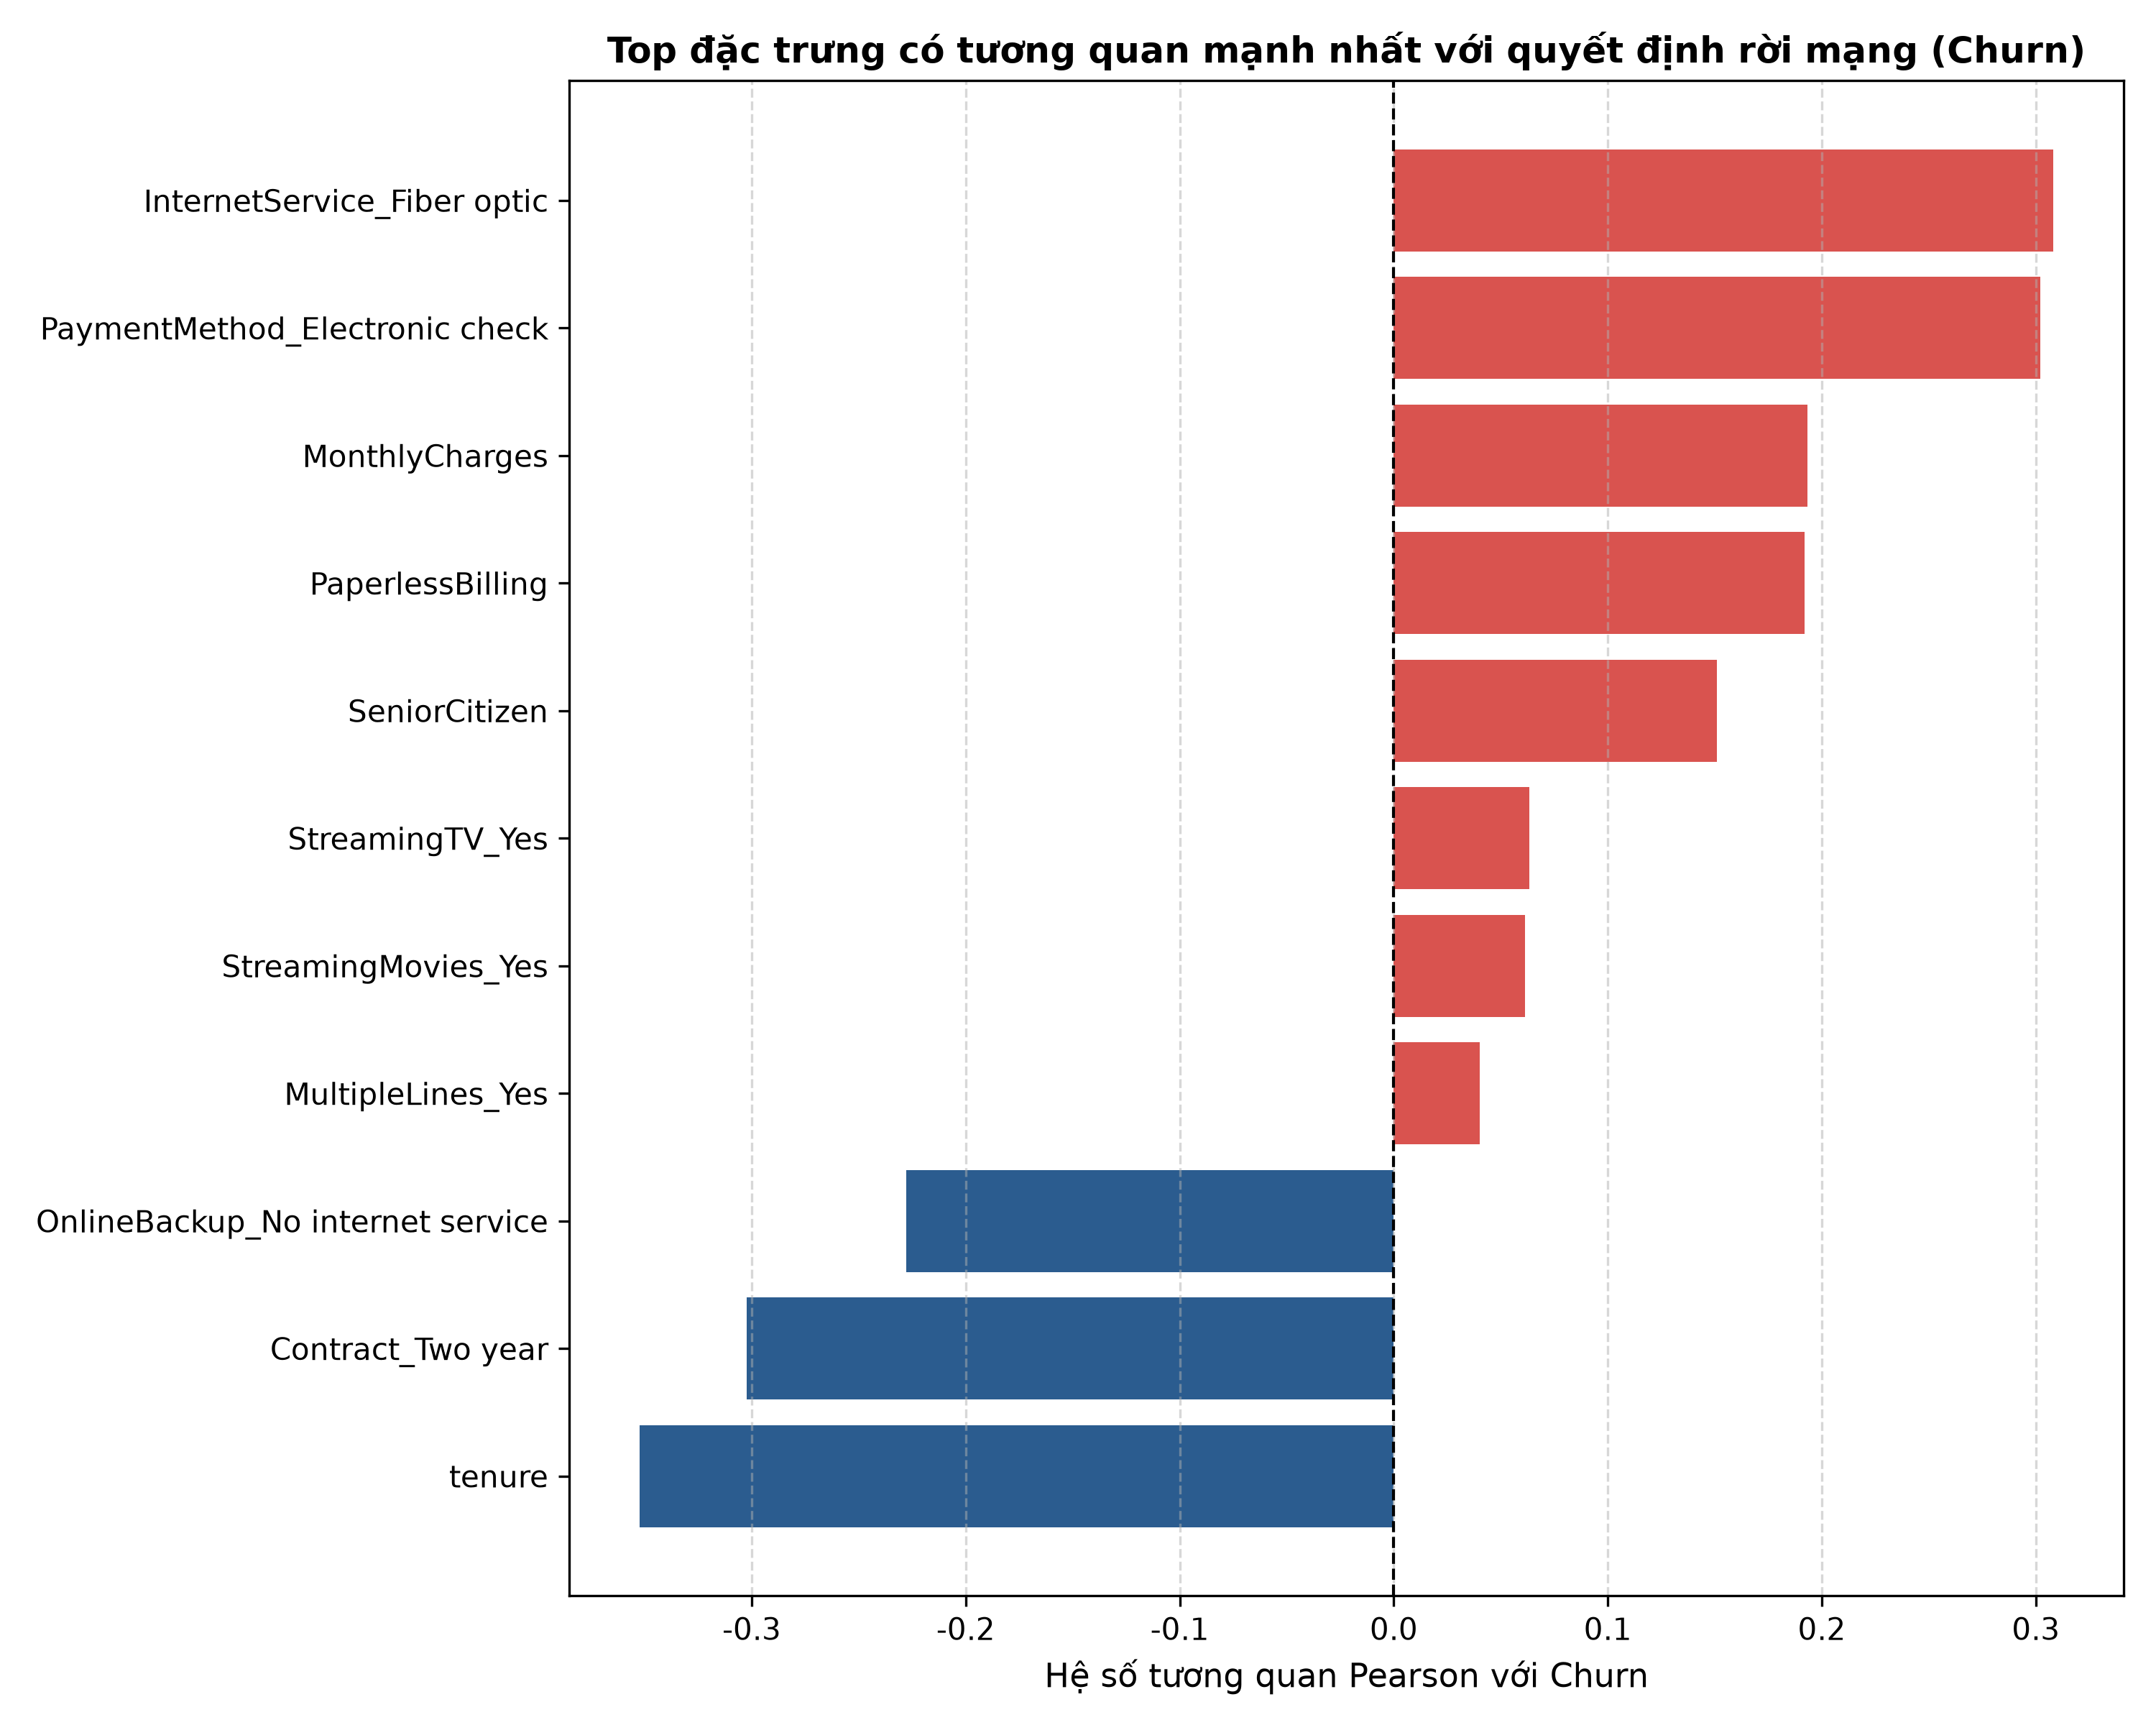 Top đặc trưng có tương quan mạnh nhất với quyết định rời mạng (Churn)
InternetService_Fiber optic
PaymentMethod_Electronic check
MonthlyCharges
PaperlessBilling
SeniorCitizen
StreamingTV_Yes
StreamingMovies_Yes
MultipleLines_Yes
OnlineBackup_No internet service
Contract_Two year
tenure
-0.3 -0.2 -0.1 0.0 0.1 0.2 0.3
Hệ số tương quan Pearson với Churn